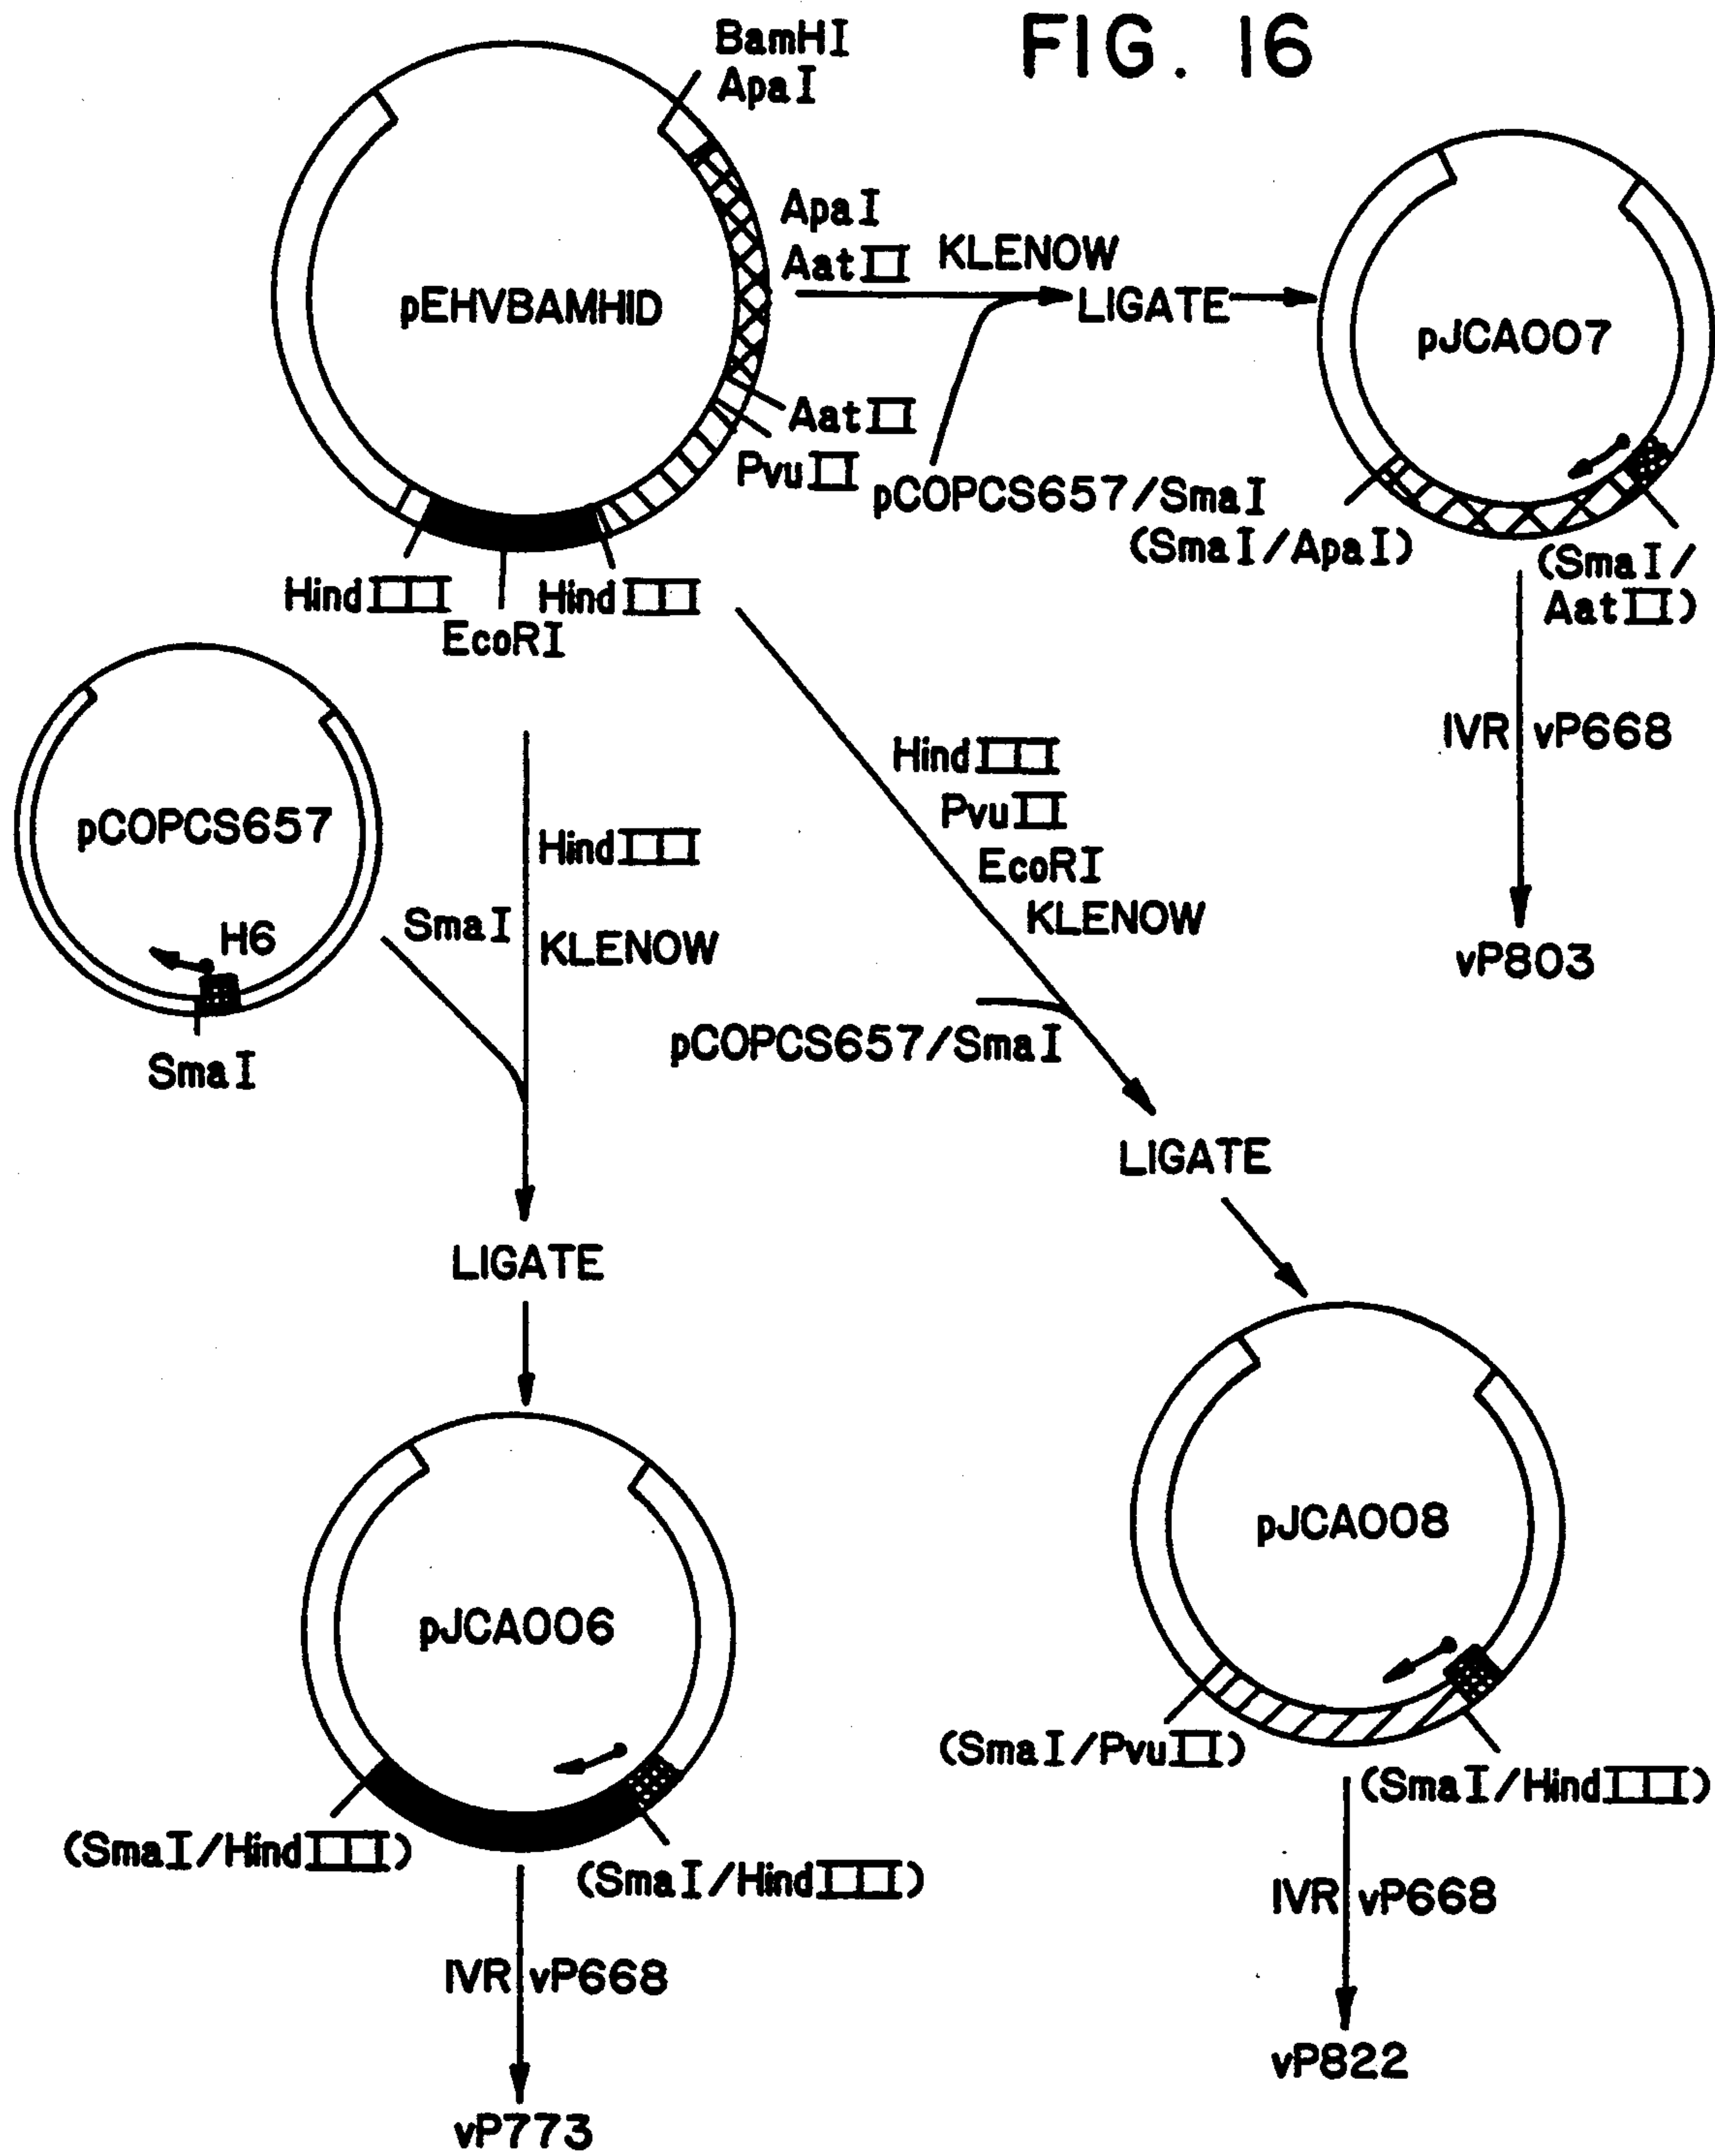 FIG. 16
BamHI
ApaI
pEHVBAMHID
ApaI
AatII
KLENOW
LIGATE
pJCA007
AatII
PvuII
pCOPCS657/SmaI
(SmaI/ApaI)
(SmaI/
AatII)
HindIII
EcoRI
HindIII
IVR
vP668
vP803
pCOPCS657
H6
SmaI
SmaI
HindIII
KLENOW
HindIII
PvuII
EcoRI
KLENOW
pCOPCS657/SmaI
LIGATE
LIGATE
pJCA006
(SmaI/HindIII)
(SmaI/HindIII)
IVR
vP668
vP773
pJCA008
(SmaI/PvuII)
(SmaI/HindIII)
IVR
vP668
vP822